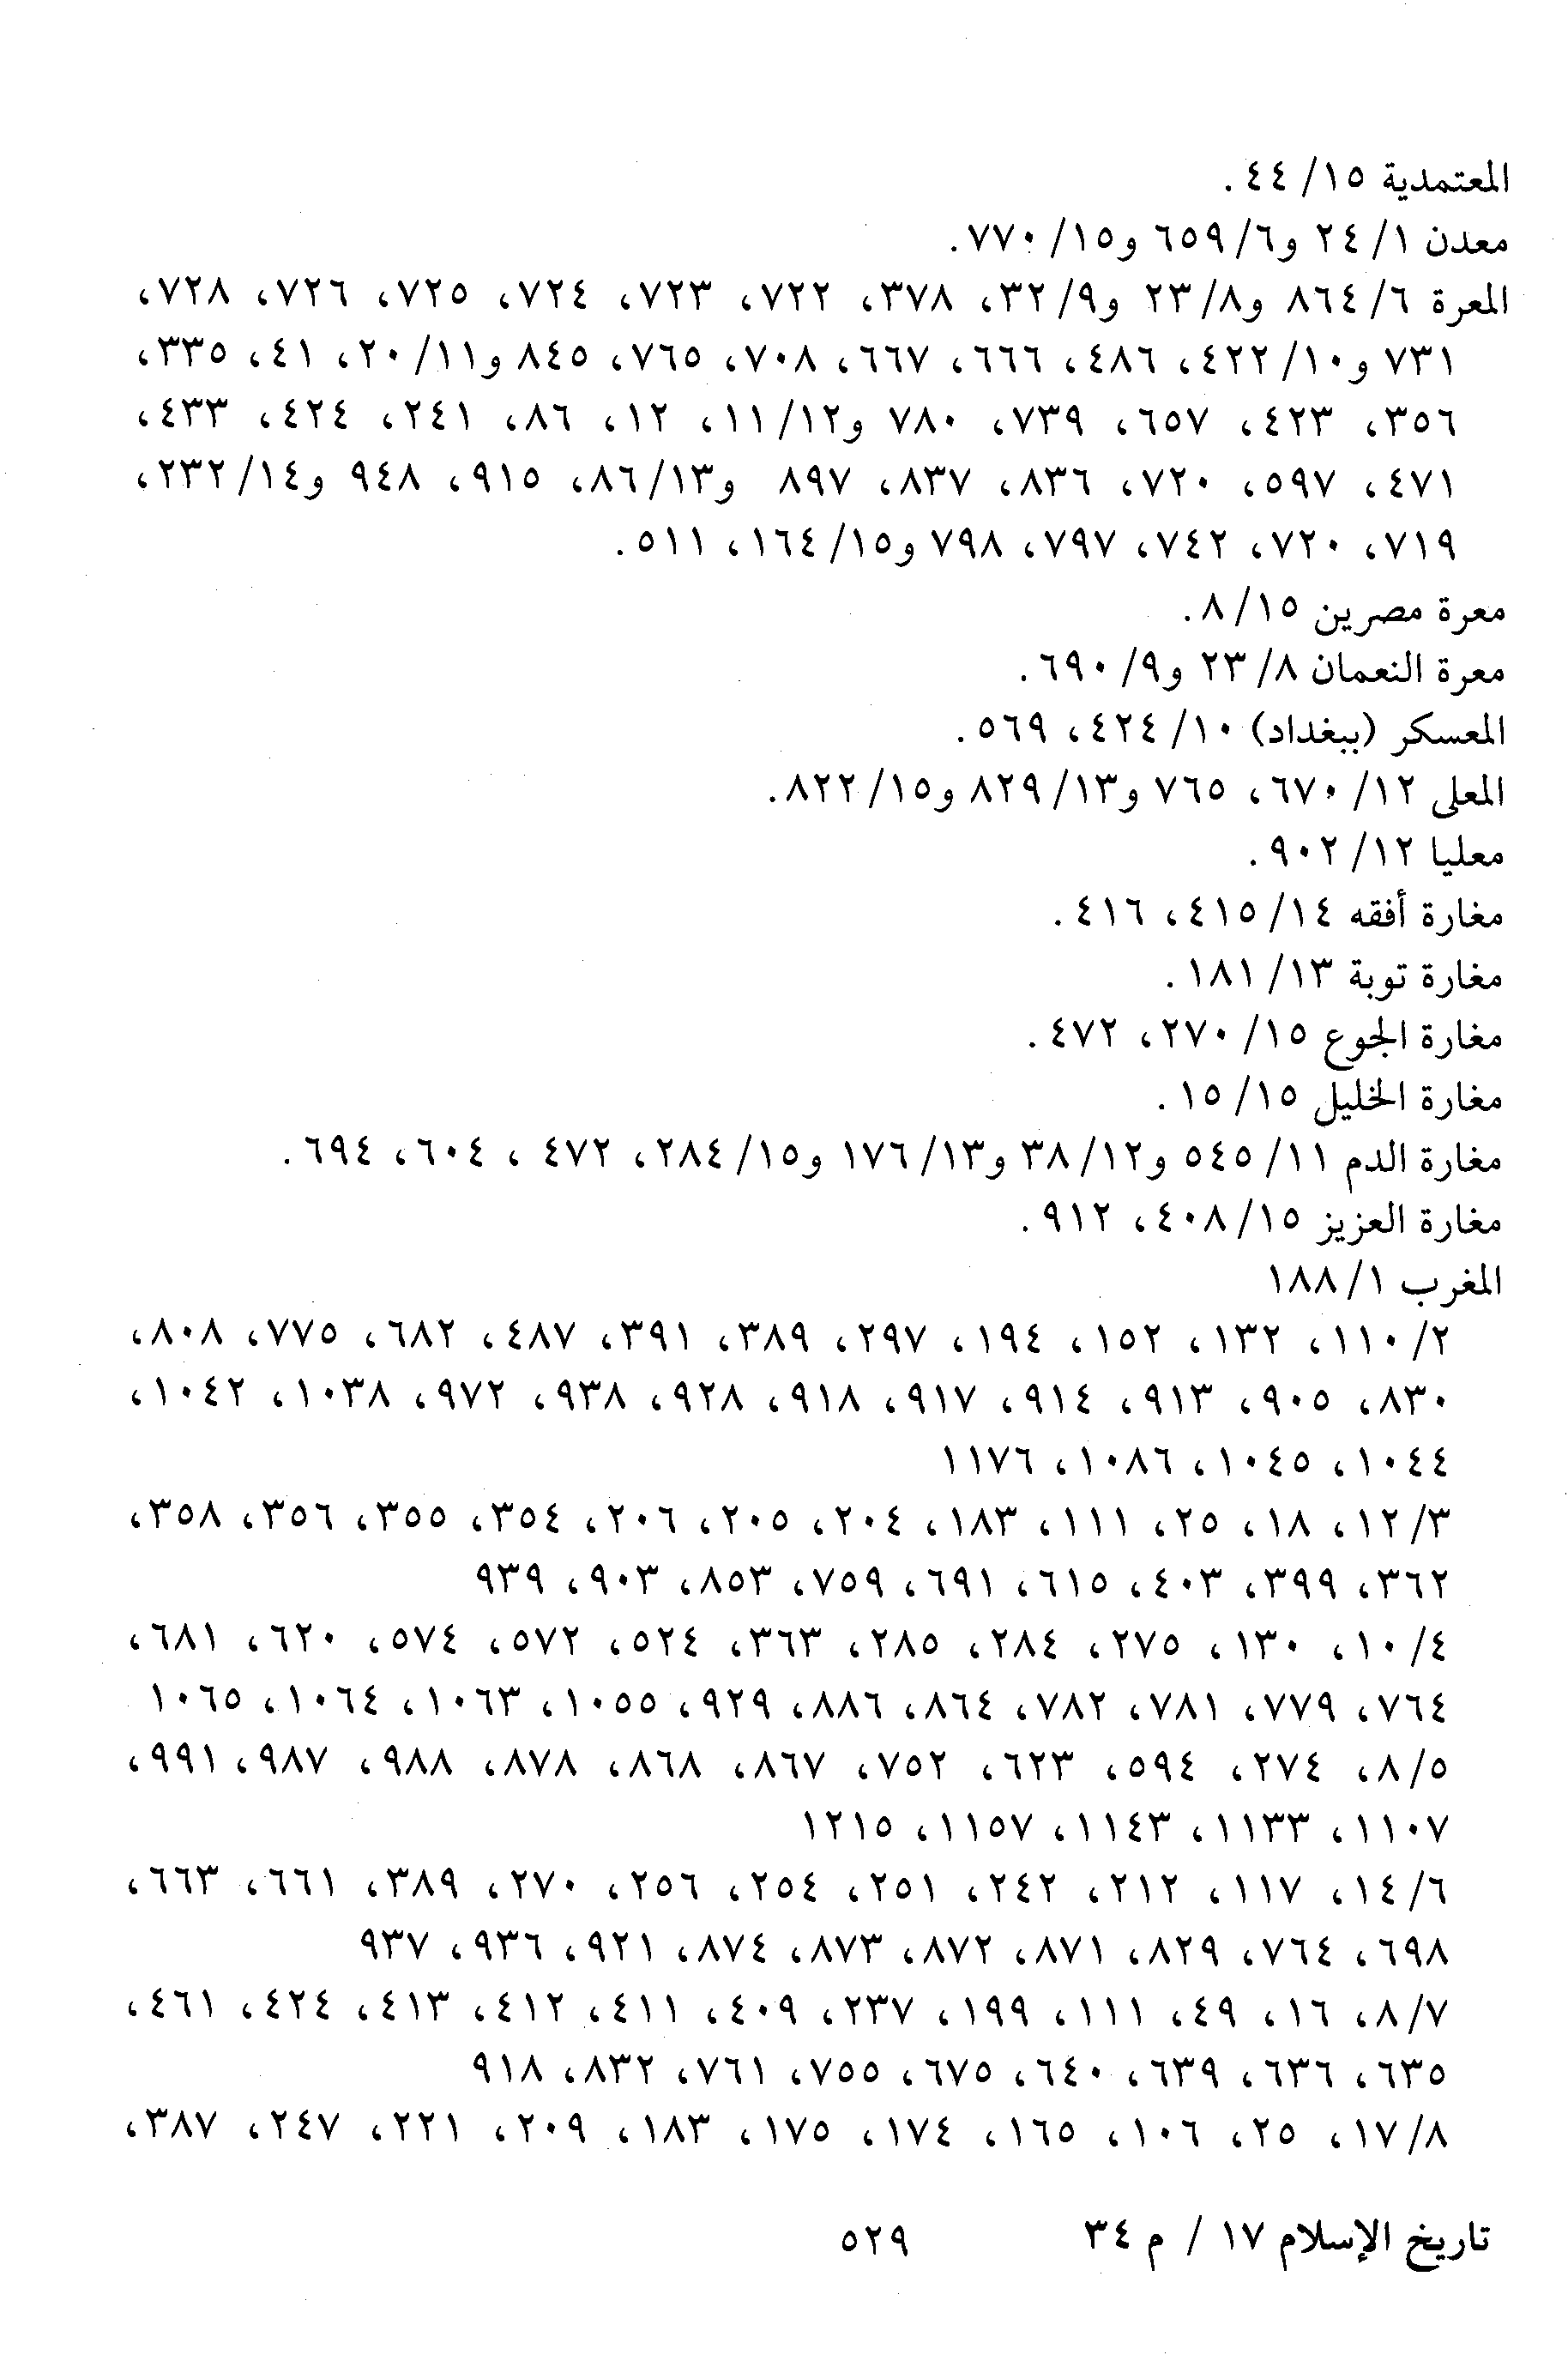 المعتمدية ١٥/ ٤٤ .
معدن ١/ ٢٤ و٦/ ٦٥٩ و١٥/ ٧٧٠.
المعرة ٦/ ٨٦٤ و٨/ ٢٣ و٩/ ٣٢، ٣٧٨، ٧٢٢، ٧٢٣، ٧٢٤، ٧٢٥، ٧٢٦، ٧٢٨،
٧٣١ و١٠/ ٤٢٢، ٤٨٦، ٦٦٦، ٦٦٧، ٧٠٨، ٧٦٥، ٨٤٥ و١١/ ٢٠، ٤١، ٣٣٥،
٣٥٦، ٤٢٣، ٦٥٧، ٧٣٩، ٧٨٠ و١٢/ ١١، ١٢، ٨٦، ٢٤١، ٤٢٤، ٤٣٣،
٤٧١، ٥٩٧، ٧٢٠، ٨٣٦، ٨٣٧، ٨٩٧ و١٣/ ٨٦، ٩١٥، ٩٤٨ و١٤/ ٢٣٢،
٧١٩، ٧٢٠، ٧٤٢، ٧٩٧، ٧٩٨ و١٥/ ١٦٤، ٥١١ .
معرة مصرين ١٥/ ٨ .
معرة النعمان ٨/ ٢٣ و٩/ ٦٩٠ .
المعسكر (ببغداد) ١٠/ ٤٢٤، ٥٦٩ .
المعلى ١٢/ ٦٧٠، ٧٦٥ و١٣/ ٨٢٩ و١٥/ ٨٢٢.
معليا ١٢/ ٩٠٢ .
مغارة أفقه ١٤/ ٤١٥، ٤١٦ .
مغارة توبة ١٣/ ١٨١ .
مغارة الجوع ١٥/ ٢٧٠، ٤٧٢ .
مغارة الخليل ١٥/ ١٥ .
مغارة الدم ١١/ ٥٤٥ و١٢/ ٣٨ و١٣/ ١٧٦ و١٥/ ٢٨٤، ٤٧٢ ، ٦٠٤، ٦٩٤ .
مغارة العزيز ١٥/ ٤٠٨، ٩١٢ .
المغرب ١/ ١٨٨
٢/ ١١٠، ١٣٢، ١٥٢، ١٩٤، ٢٩٧، ٣٨٩، ٣٩١، ٤٨٧، ٦٨٢، ٧٧٥، ٨٠٨،
٨٣٠، ٩٠٥، ٩١٣، ٩١٤، ٩١٧، ٩١٨، ٩٢٨، ٩٣٨، ٩٧٢، ١٠٣٨، ١٠٤٢،
١٠٤٤، ١٠٤٥، ١٠٨٦، ١١٧٦
٣/ ١٢، ١٨، ٢٥، ١١١، ١٨٣، ٢٠٤، ٢٠٥، ٢٠٦، ٣٥٤، ٣٥٥، ٣٥٦، ٣٥٨،
٣٦٢، ٣٩٩، ٤٠٣، ٦١٥، ٦٩١، ٧٥٩، ٨٥٣، ٩٠٣، ٩٣٩
٤/ ١٠، ١٣٠، ٢٧٥، ٢٨٤، ٢٨٥، ٣٦٣، ٥٢٤، ٥٧٢، ٥٧٤، ٦٢٠، ٦٨١،
٧٦٤، ٧٧٩، ٧٨١، ٧٨٢، ٨٦٤، ٨٨٦، ٩٢٩، ١٠٥٥، ١٠٦٣، ١٠٦٤، ١٠٦٥
٥/ ٨، ٢٧٤، ٥٩٤، ٦٢٣، ٧٥٢، ٨٦٧، ٨٦٨، ٨٧٨، ٩٨٨، ٩٨٧، ٩٩١،
١١٠٧، ١١٣٣، ١١٤٣، ١١٥٧، ١٢١٥
٦/ ١٤، ١١٧، ٢١٢، ٢٤٢، ٢٥١، ٢٥٤، ٢٥٦، ٢٧٠، ٣٨٩، ٦٦١، ٦٦٣،
٦٩٨، ٧٦٤، ٨٢٩، ٨٧١، ٨٧٢، ٨٧٣، ٨٧٤، ٩٢١، ٩٣٦، ٩٣٧
٧/ ٨، ١٦، ٤٩، ١١١، ١٩٩، ٢٣٧، ٤٠٩، ٤١١، ٤١٢، ٤١٣، ٤٢٤، ٤٦١،
٦٣٥، ٦٣٦، ٦٣٩، ٦٤٠، ٦٧٥، ٧٥٥، ٧٦١، ٨٣٢، ٩١٨
٨/ ١٧، ٢٥، ١٠٦، ١٦٥، ١٧٤، ١٧٥، ١٨٣، ٢٠٩، ٢٢١، ٢٤٧، ٣٨٧،
تاريخ الإسلام ١٧ / م ٣٤
٥٢٩